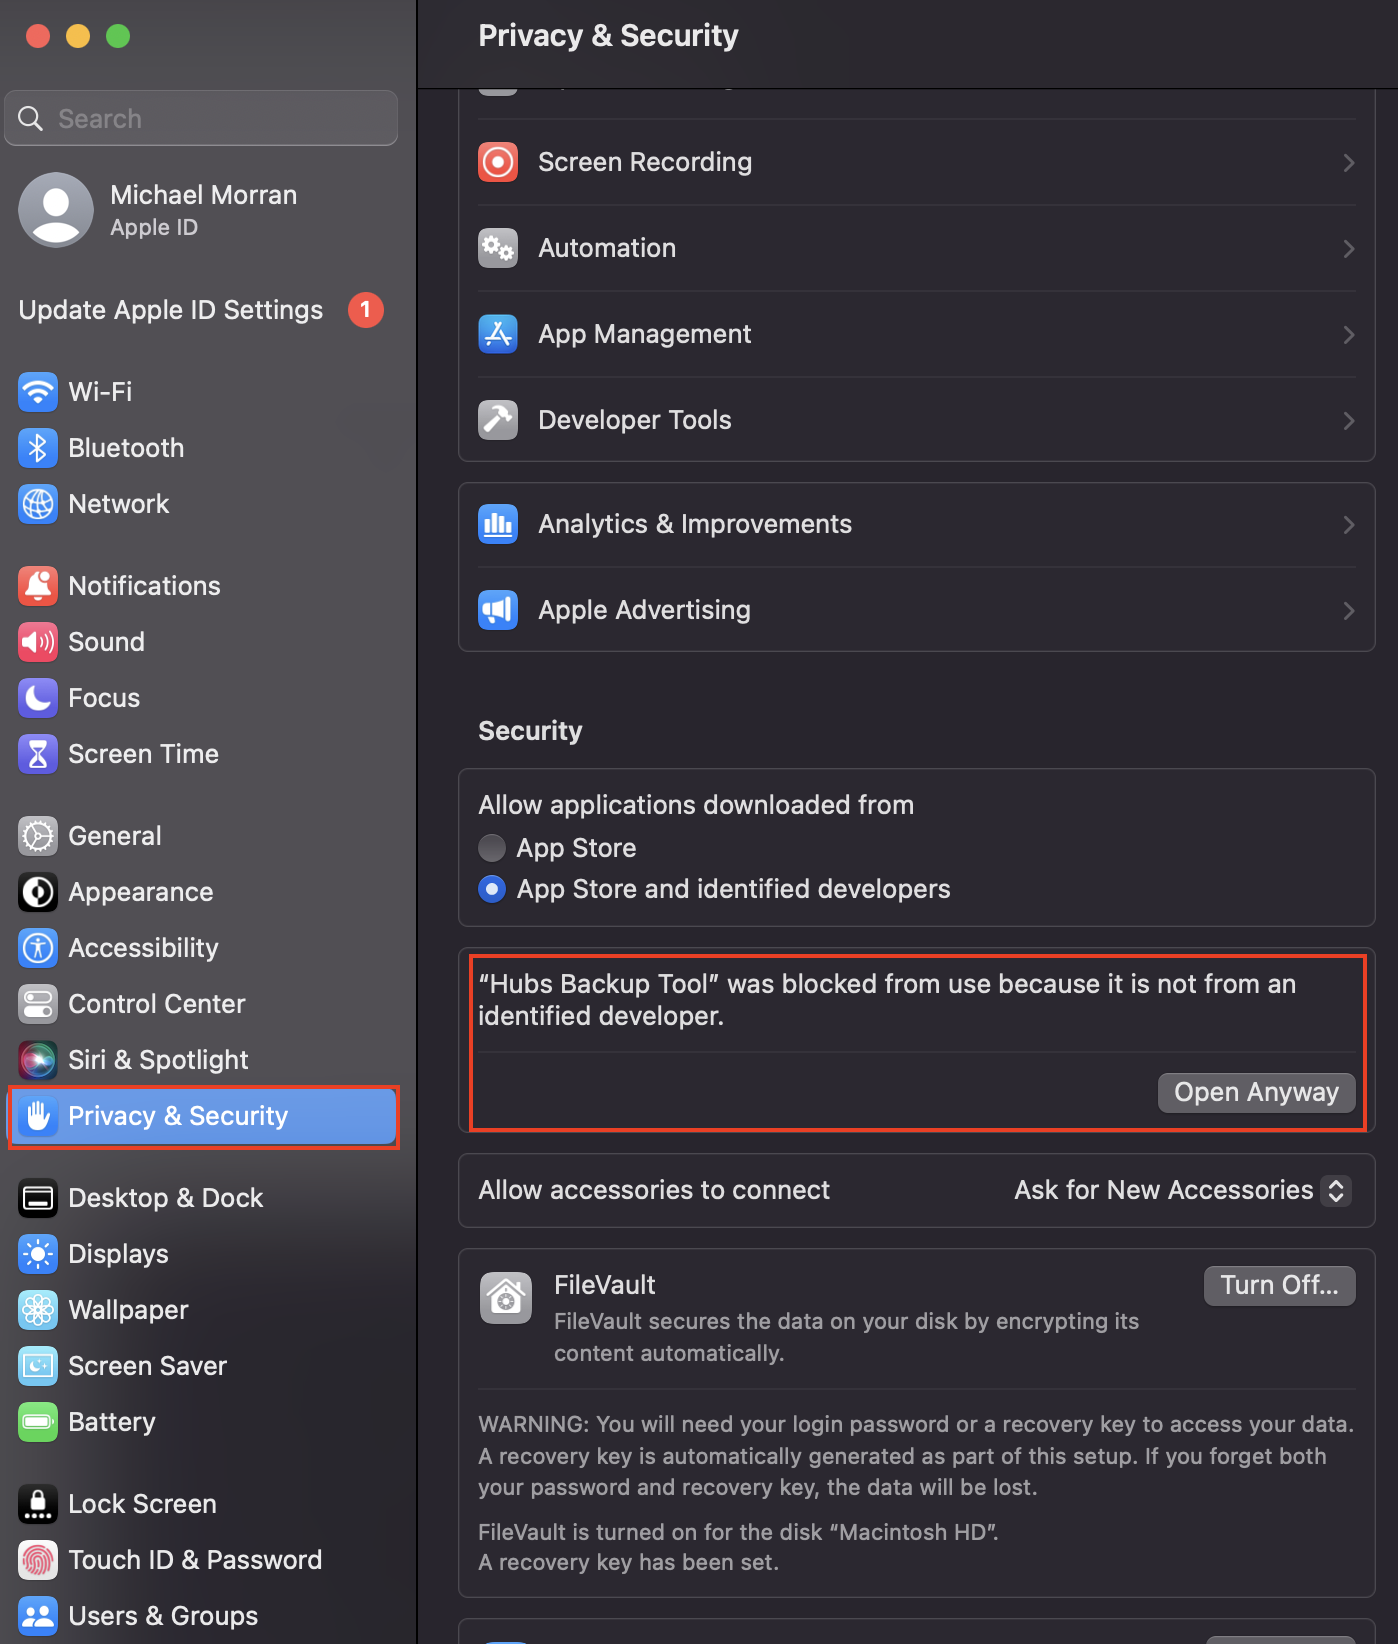 Search
Michael Morran
Apple ID
Update Apple ID Settings
1
Wi-Fi
Bluetooth
Network
Notifications
Sound
Focus
Screen Time
General
Appearance
Accessibility
Control Center
Siri & Spotlight
Privacy & Security
Desktop & Dock
Displays
Wallpaper
Screen Saver
Battery
Lock Screen
Touch ID & Password
Users & Groups
Privacy & Security
Screen Recording
Automation
App Management
Developer Tools
Analytics & Improvements
Apple Advertising
Security
Allow applications downloaded from
App Store
App Store and identified developers
“Hubs Backup Tool” was blocked from use because it is not from an
identified developer.
Open Anyway
Allow accessories to connect
Ask for New Accessories
FileVault
Turn Off...
FileVault secures the data on your disk by encrypting its
content automatically.
WARNING: You will need your login password or a recovery key to access your data.
A recovery key is automatically generated as part of this setup. If you forget both
your password and recovery key, the data will be lost.
FileVault is turned on for the disk “Macintosh HD”.
A recovery key has been set.